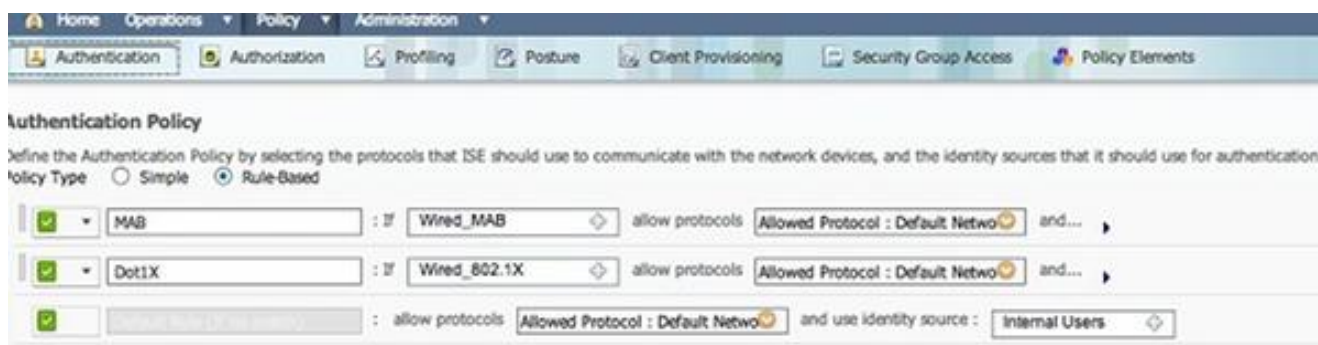 Home Operations Policy Administration
Authentication Authorization Profiling Posture Client Provisioning Security Group Access Policy Elements
Authentication Policy
Define the Authentication Policy by selecting the protocols that ISE should use to communicate with the network devices, and the identity sources that it should use for authentication
Policy Type Simple Rule-Based
MAB : If Wired_MAB allow protocols Allowed Protocol : Default Netwo and...
Dot1X : If Wired_802.1X allow protocols Allowed Protocol : Default Netwo and...
: allow protocols Allowed Protocol : Default Netwo and use identity source : Internal Users